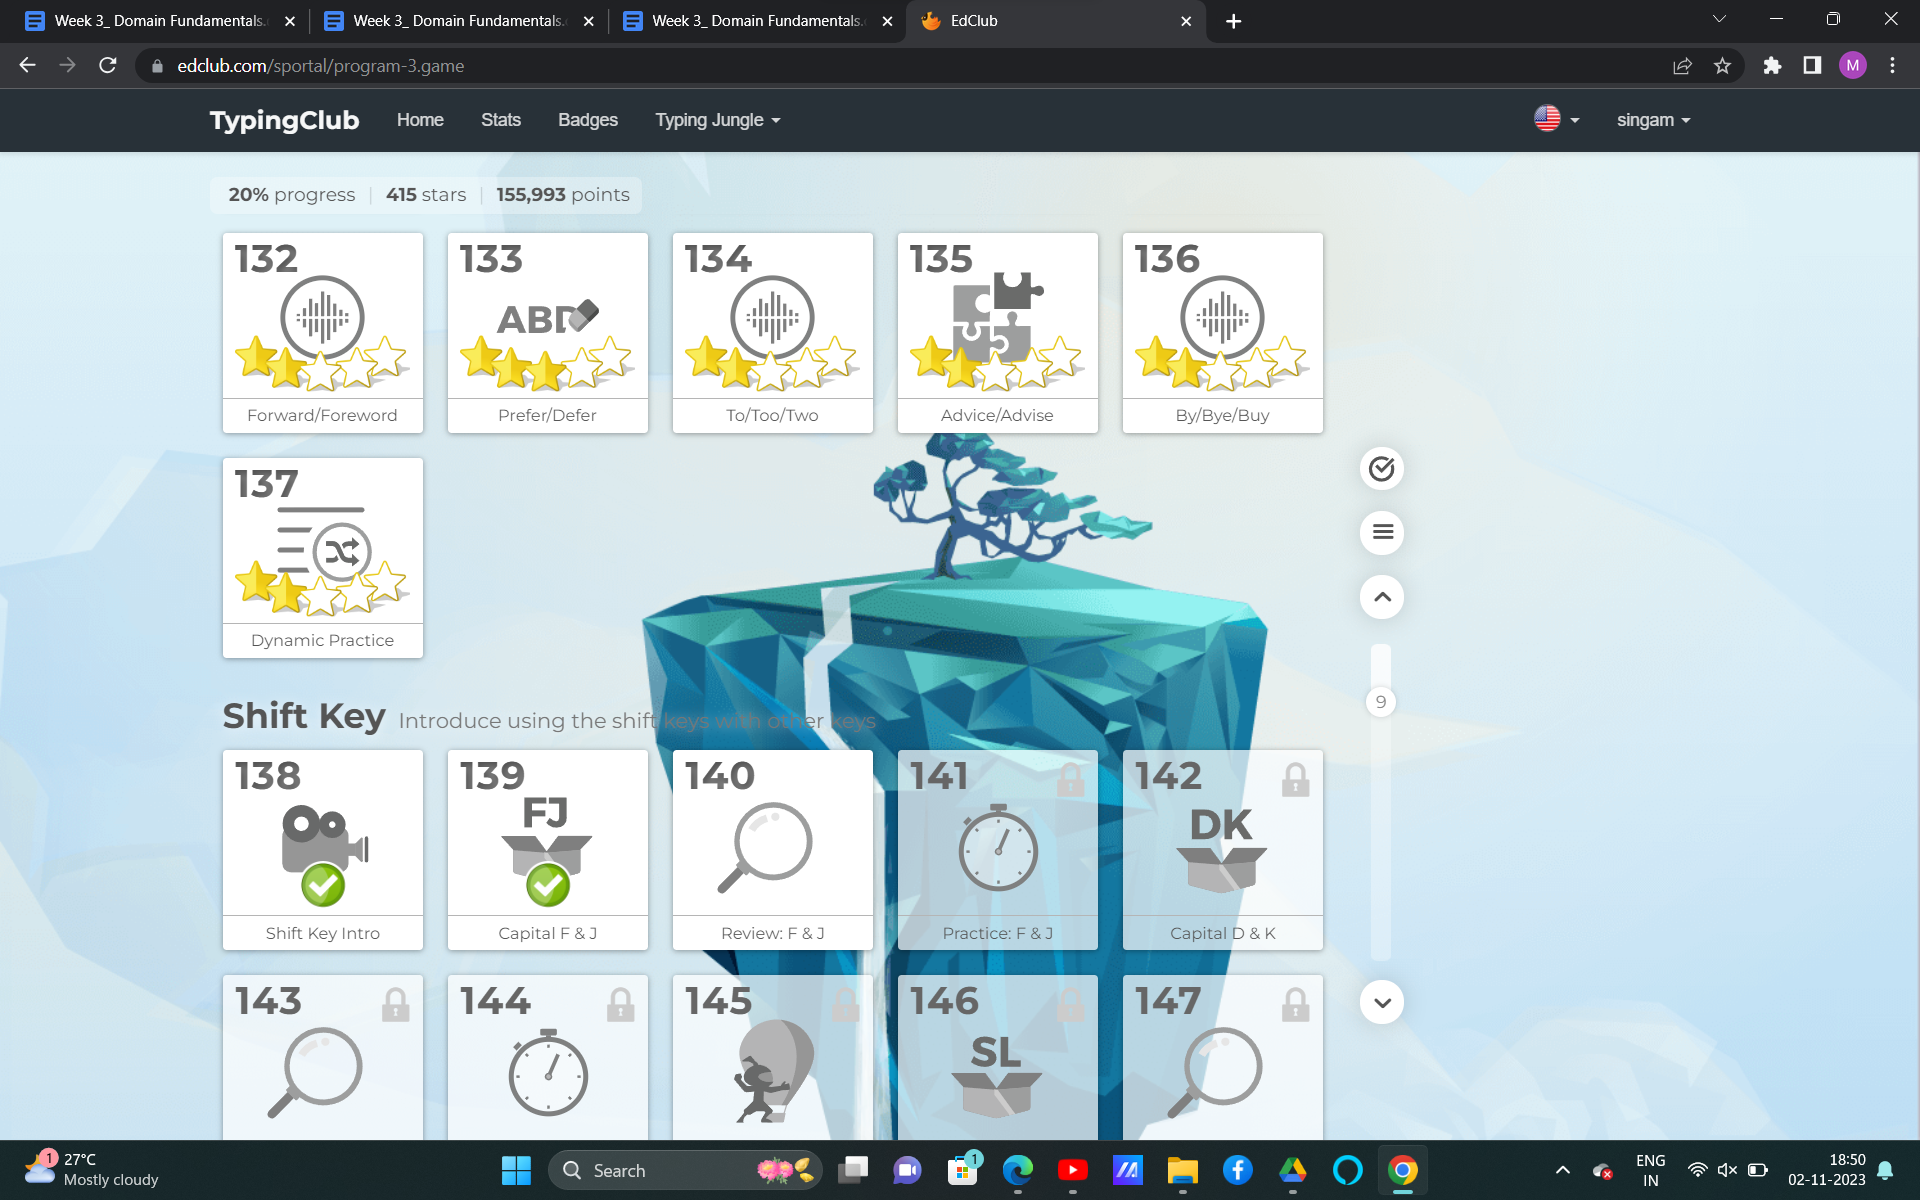 Week 3_ Domain Fundamentals.
Week 3_ Domain Fundamentals.
Week 3_ Domain Fundamentals.
EdClub
edclub.com/sportal/program-3.game
M
TypingClub
Home
Stats
Badges
Typing Jungle
singam
20% progress
415 stars
155,993 points
132
133
134
135
136
ABD
Forward/Foreword
Prefer/Defer
To/Too/Two
Advice/Advise
By/Bye/Buy
137
Dynamic Practice
9
Shift Key Introduce using the shift keys with other keys
138
139
140
141
142
FJ
DK
Shift Key Intro
Capital F & J
Review: F & J
Practice: F & J
Capital D & K
143
144
145
146
147
SL
1
27°C
Mostly cloudy
Search
1
ENG
IN
18:50
02-11-2023